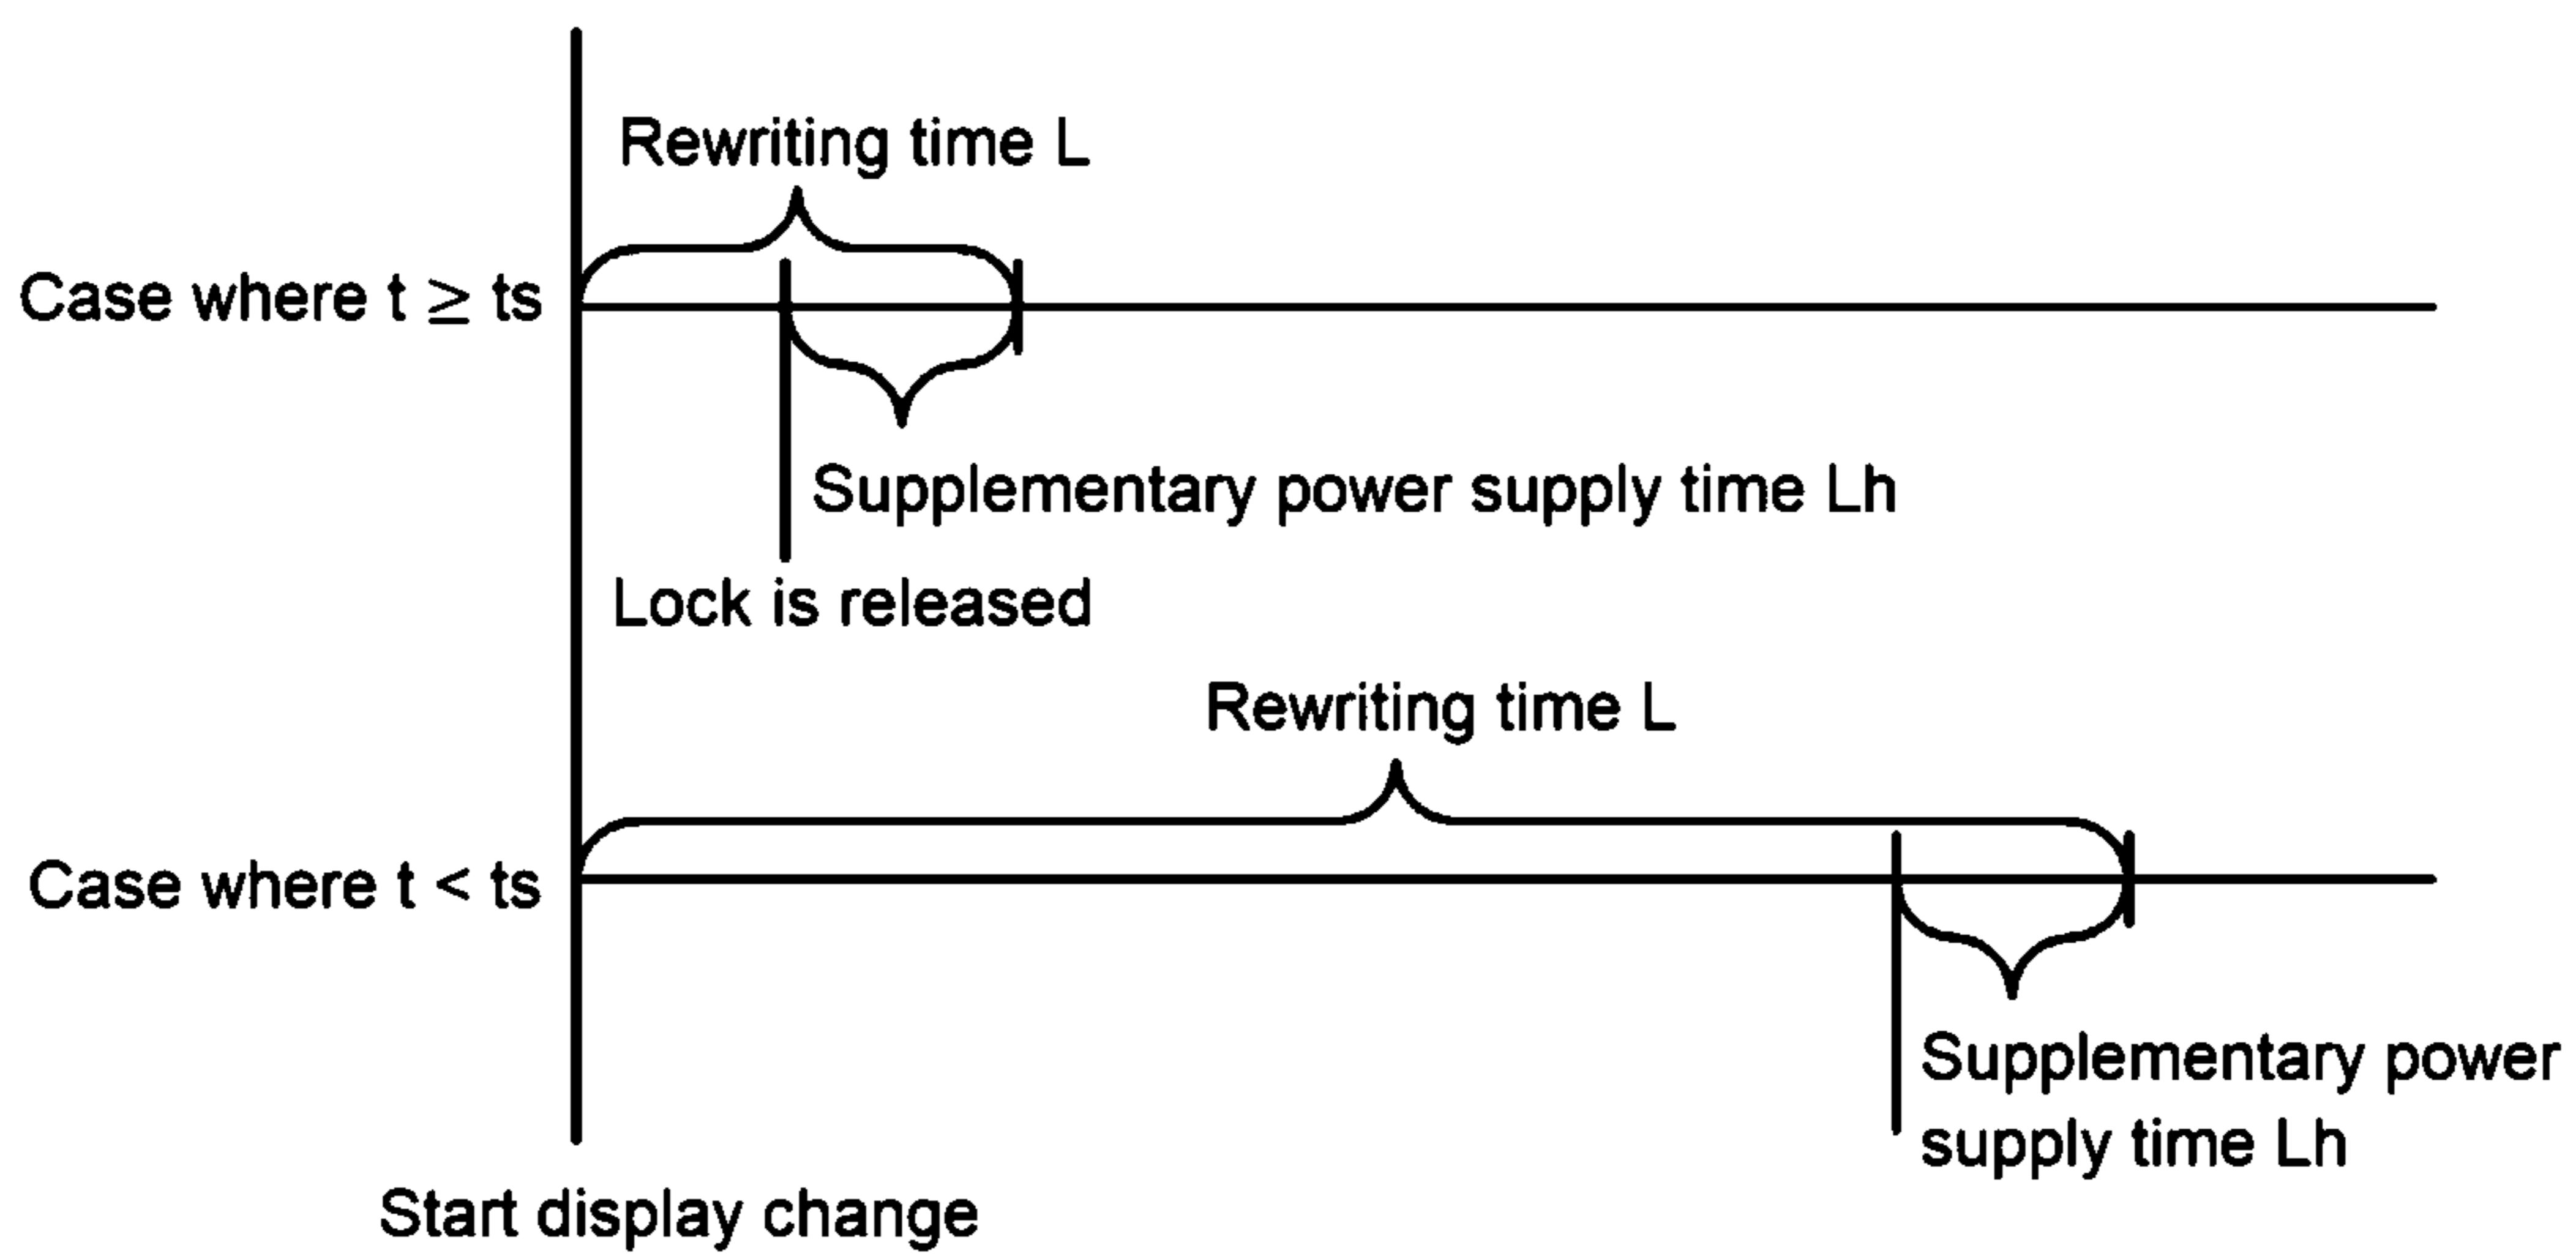 Rewriting time L
Case where t ≥ ts
Supplementary power supply time Lh
Lock is released
Rewriting time L
Case where t < ts
Supplementary power
supply time Lh
Start display change